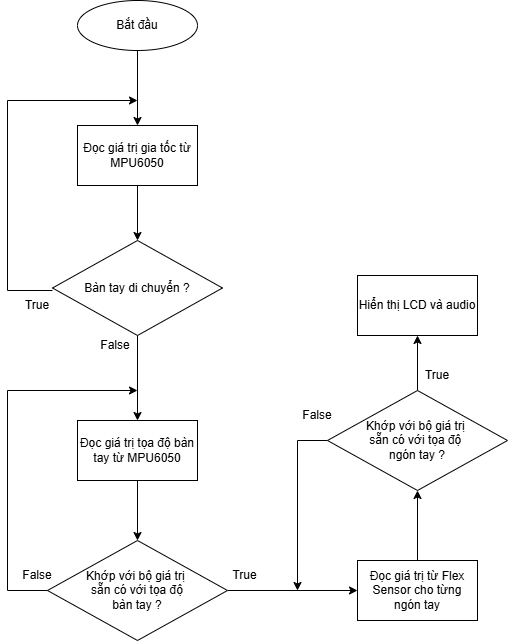 Bắt đầu
Đọc giá trị gia tốc từ
MPU6050
Bàn tay di chuyển ?
True
False
Đọc giá trị tọa độ bàn
tay từ MPU6050
False
Khớp với bộ giá trị
sẵn có với tọa độ
bàn tay ?
True
Đọc giá trị từ Flex
Sensor cho từng
ngón tay
False
Khớp với bộ giá trị
sẵn có với tọa độ
ngón tay ?
True
Hiển thị LCD và audio